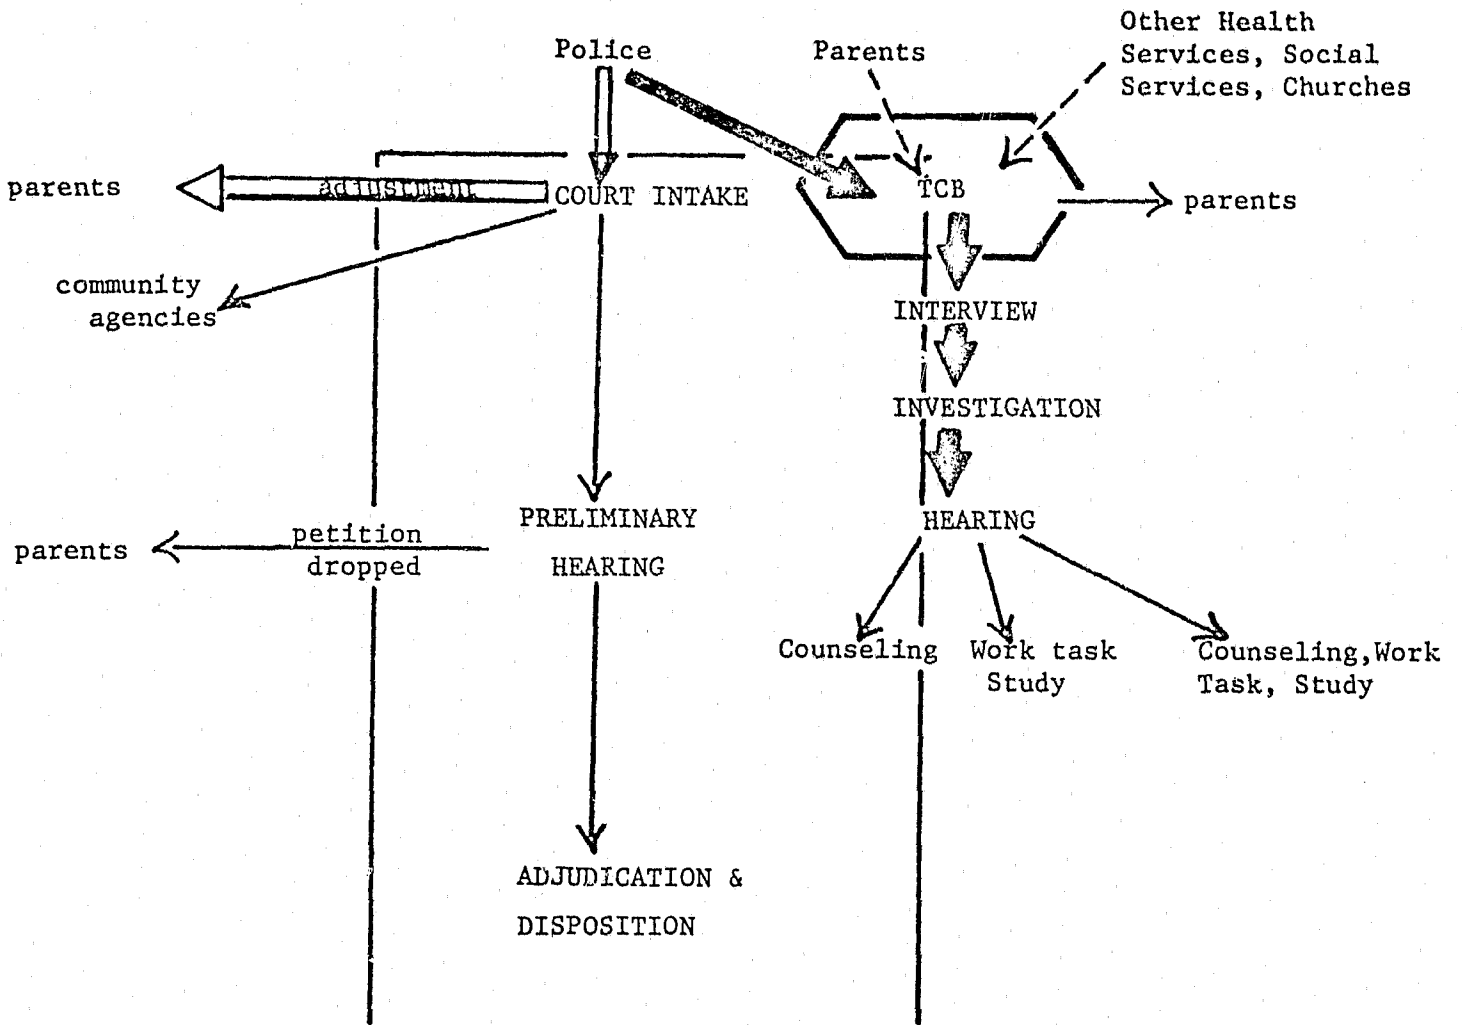 Police
Parents
Other Health
Services, Social
Services, Churches
parents
adjustment
COURT INTAKE
TCB
parents
community
agencies
INTERVIEW
INVESTIGATION
PRELIMINARY
HEARING
parents
petition
dropped
HEARING
Counseling
Work task
Study
Counseling,Work
Task, Study
ADJUDICATION &
DISPOSITION